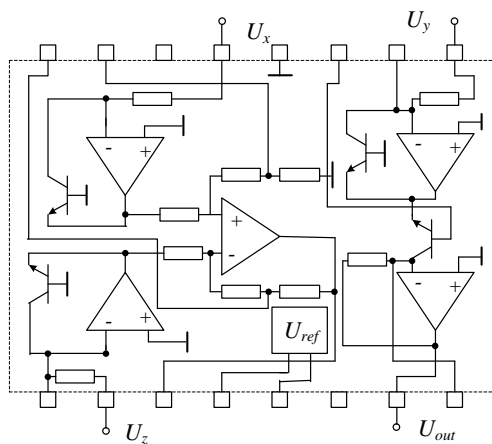 U_x
U_y
- +
- +
+
-
- +
- +
U_ref
U_z
U_out